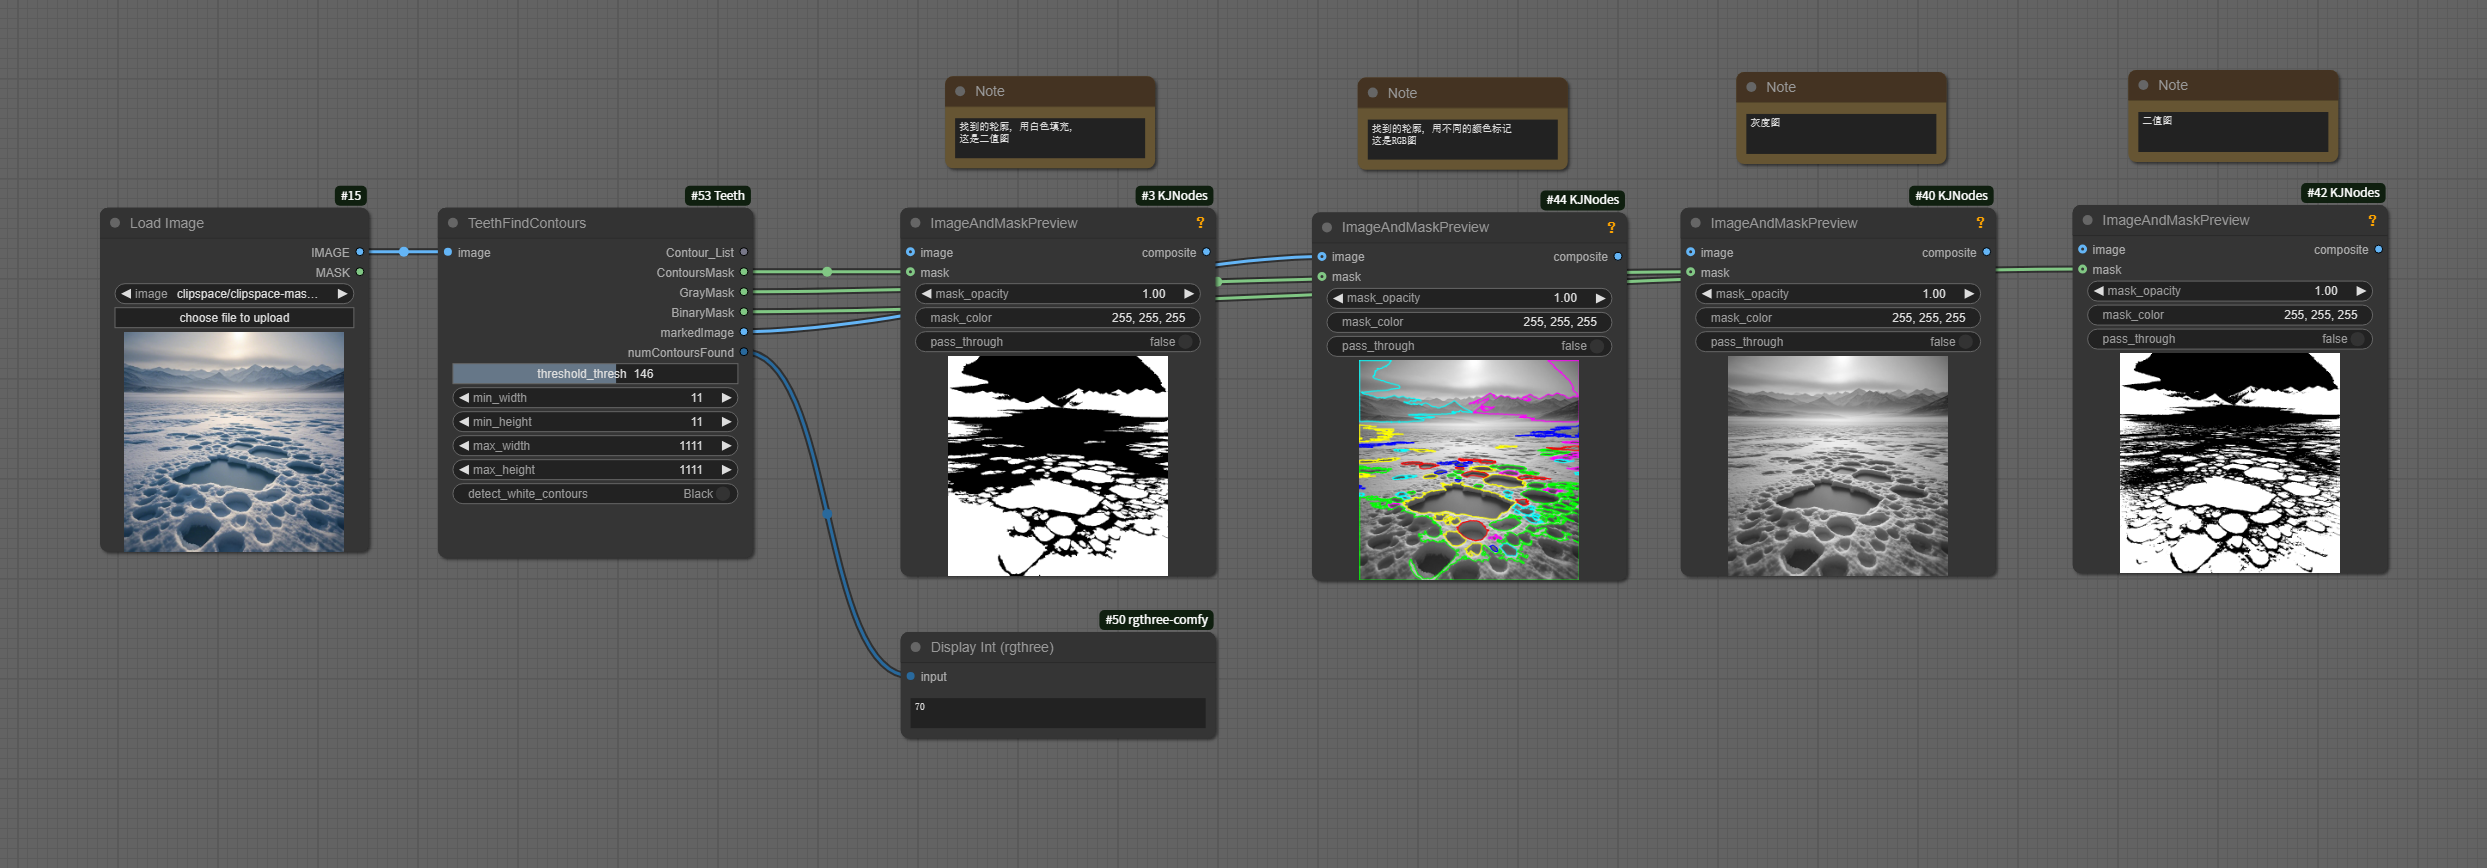 Note
找到的轮廓，用白色填充，
这是二值图
Note
找到的轮廓，用不同的颜色标记
这是RGB图
Note
灰度图
Note
二值图
#15
Load Image
IMAGE
MASK
image clipspace/clipspace-mas...
choose file to upload
#53 Teeth
TeethFindContours
image
Contour_List
ContoursMask
GrayMask
BinaryMask
markedImage
numContoursFound
threshold_thresh 146
min_width 11
min_height 11
max_width 1111
max_height 1111
detect_white_contours Black
#3 KJNodes
ImageAndMaskPreview ?
image composite
mask
mask_opacity 1.00
mask_color 255, 255, 255
pass_through false
#44 KJNodes
ImageAndMaskPreview ?
image composite
mask
mask_opacity 1.00
mask_color 255, 255, 255
pass_through false
#40 KJNodes
ImageAndMaskPreview ?
image composite
mask
mask_opacity 1.00
mask_color 255, 255, 255
pass_through false
#42 KJNodes
ImageAndMaskPreview ?
image composite
mask
mask_opacity 1.00
mask_color 255, 255, 255
pass_through false
#50 rgthree-comfy
Display Int (rgthree)
input
70